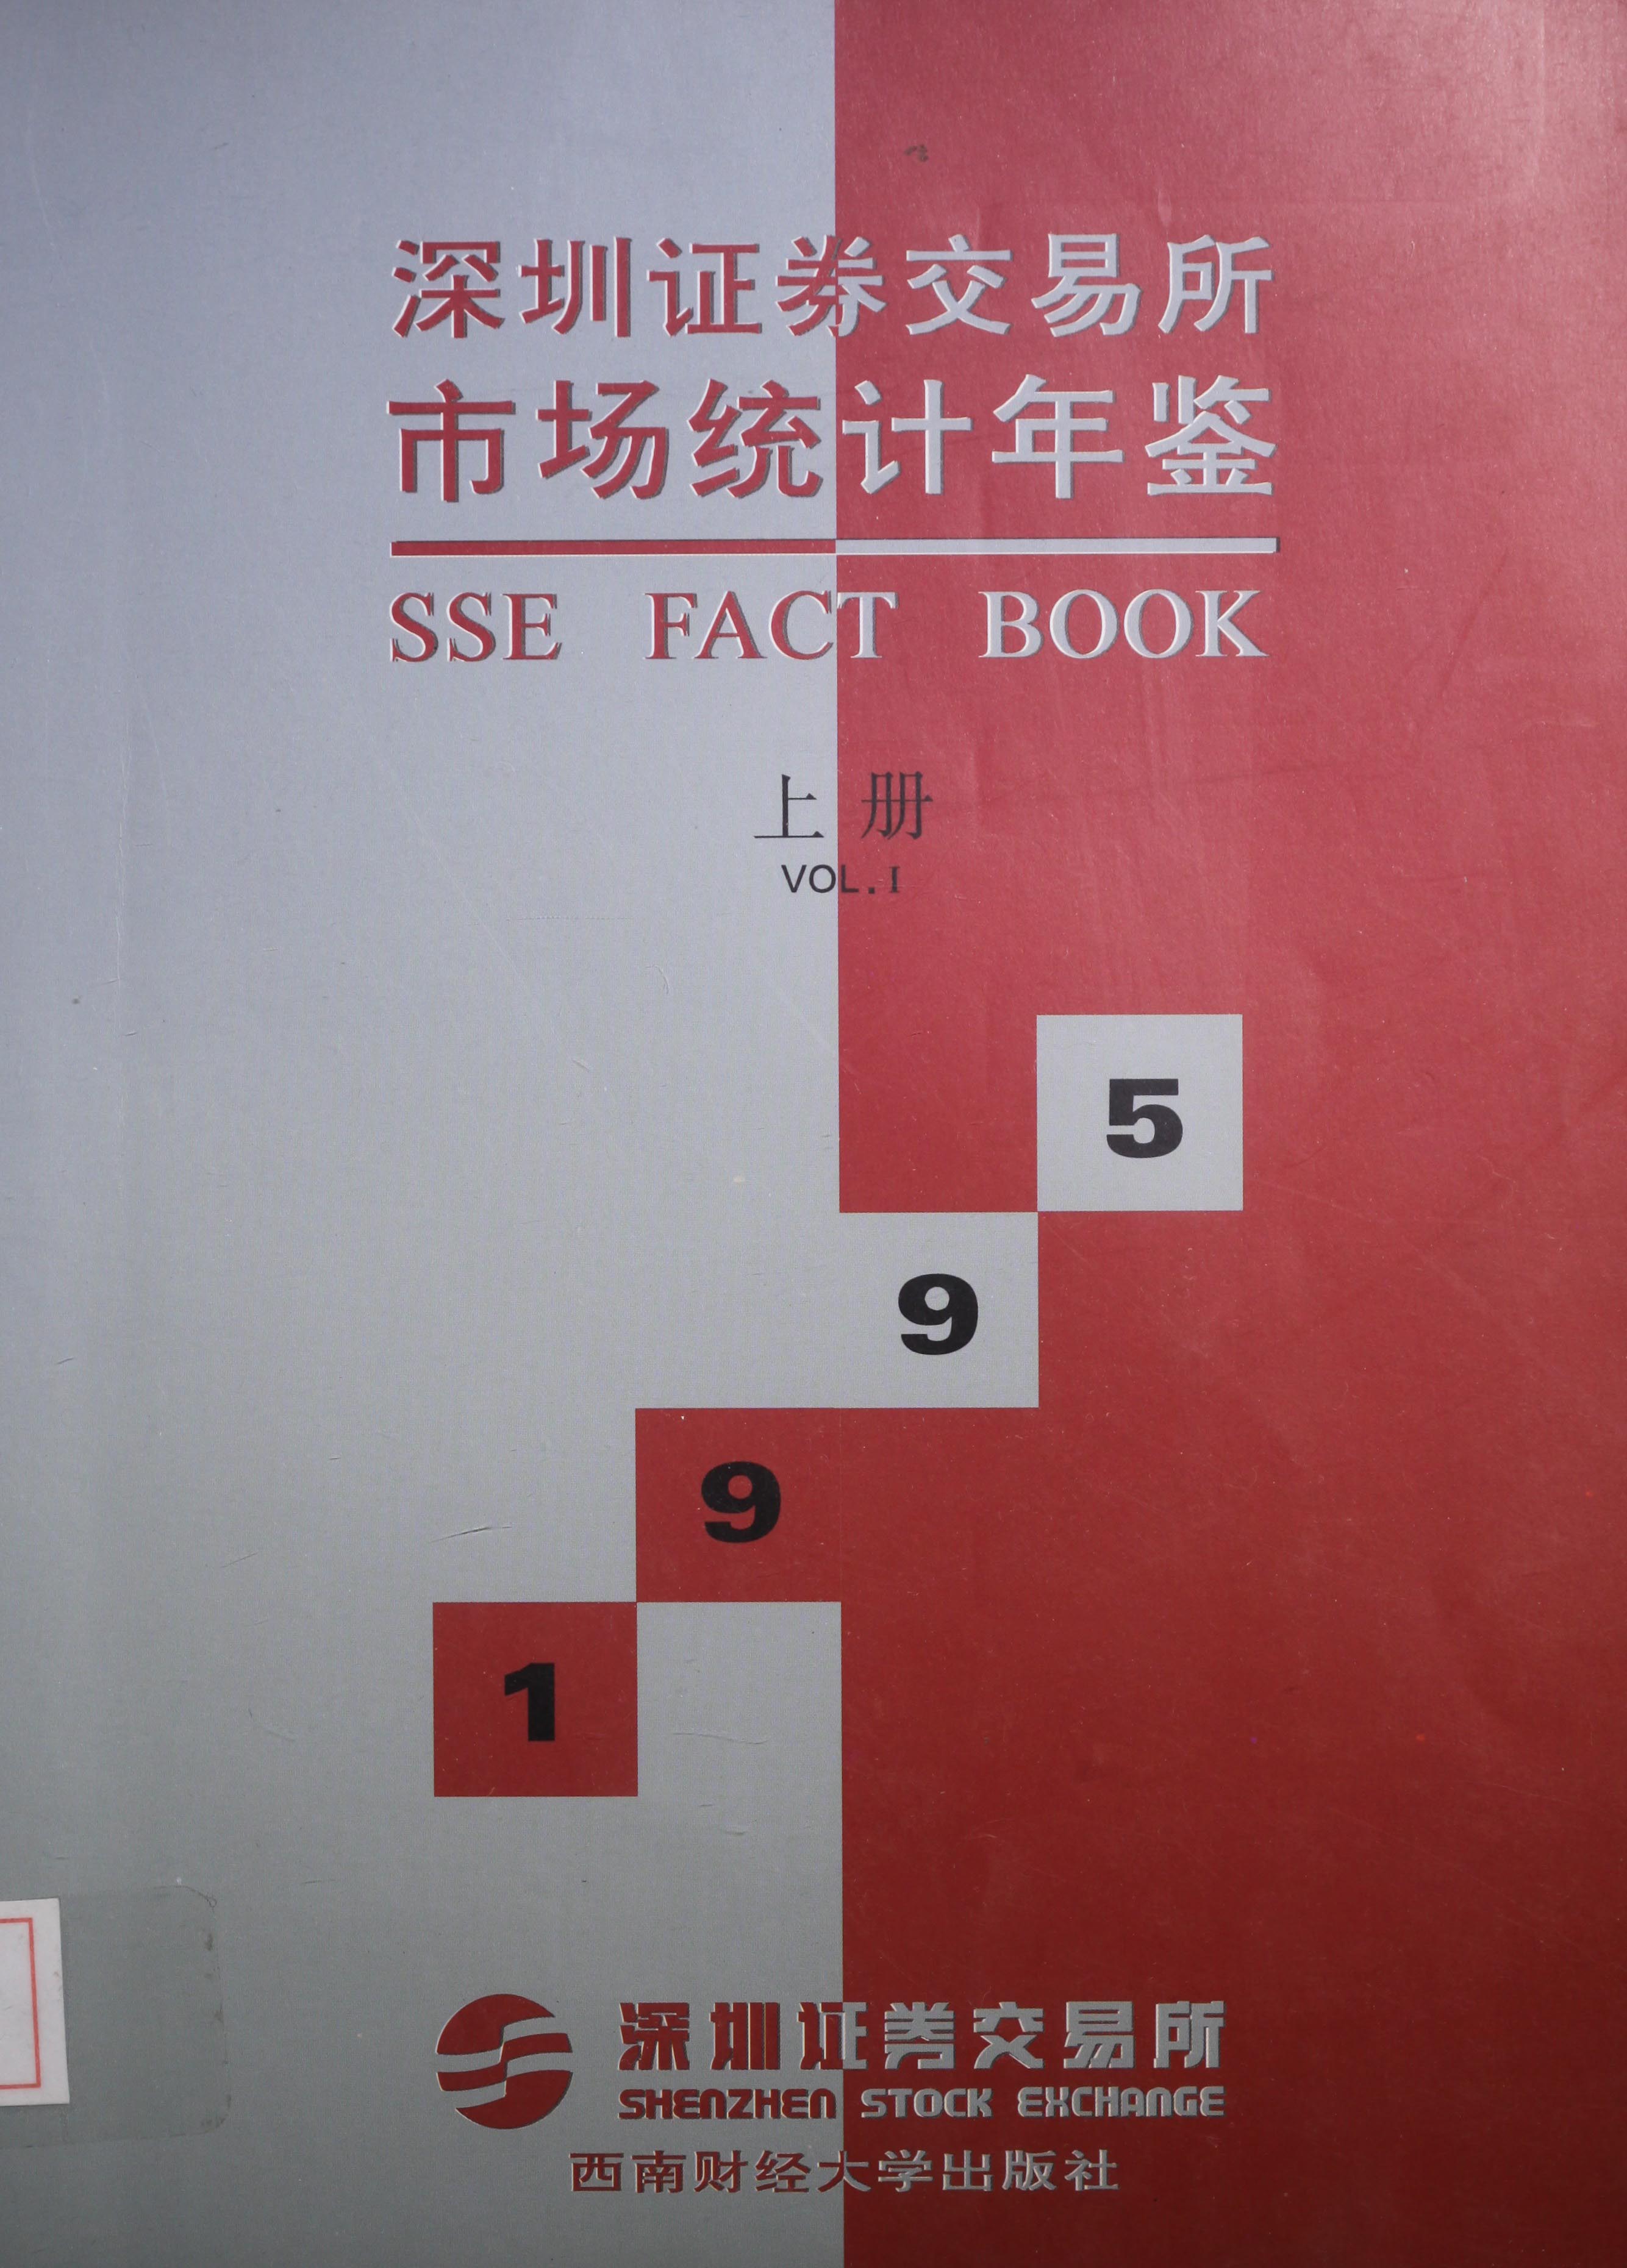 深圳证券交易所
市场统计年鉴
SSE FACT BOOK
上册
VOL.I
5
9
9
1
深圳证券交易所
SHENZHEN STOCK EXCHANGE
西南财经大学出版社